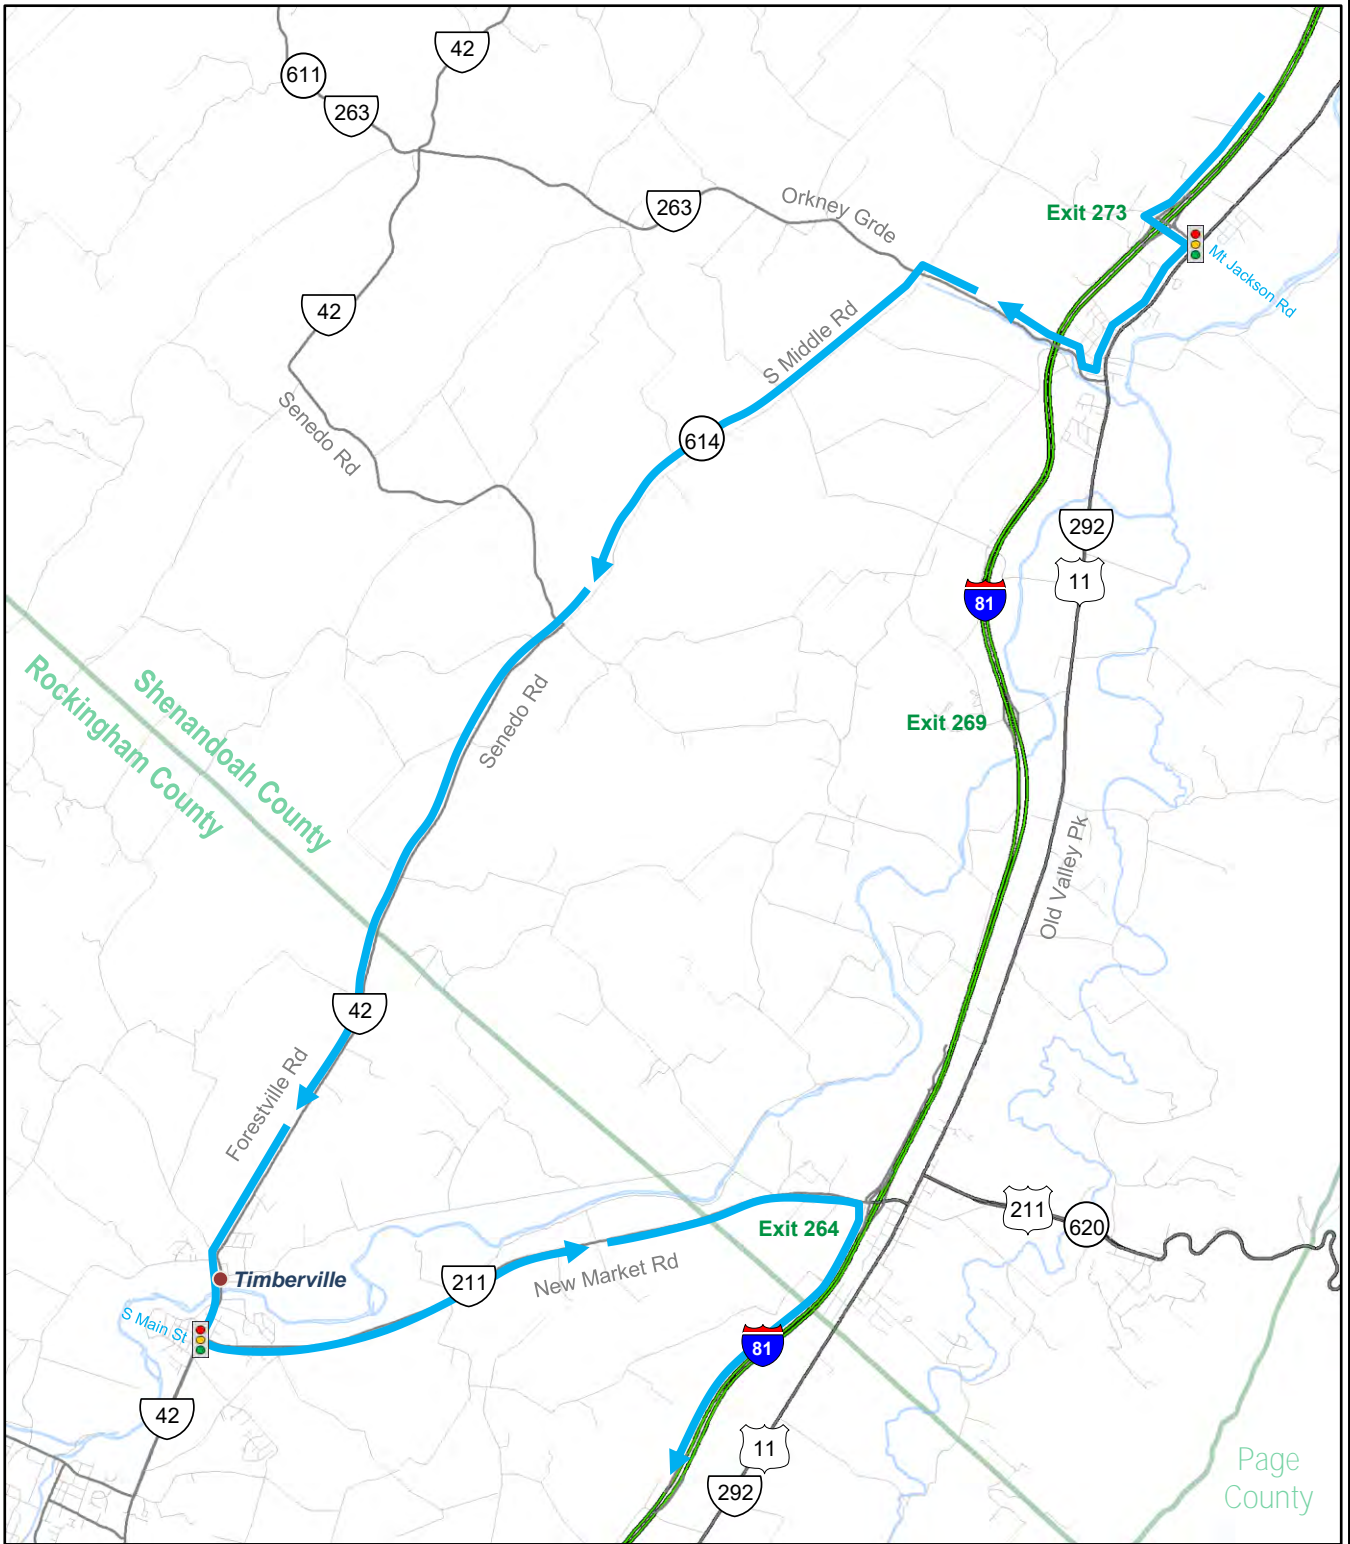 42
611
263
263
Orkney Grde
Exit 273
Mt Jackson Rd
42
S Middle Rd
Senedo Rd
614
292
11
81
Shenandoah County
Rockingham County
Senedo Rd
Exit 269
Old Valley Pk
42
Forestville Rd
211
620
Exit 264
Timberville
211
New Market Rd
S Main St
81
42
11
292
Page
County